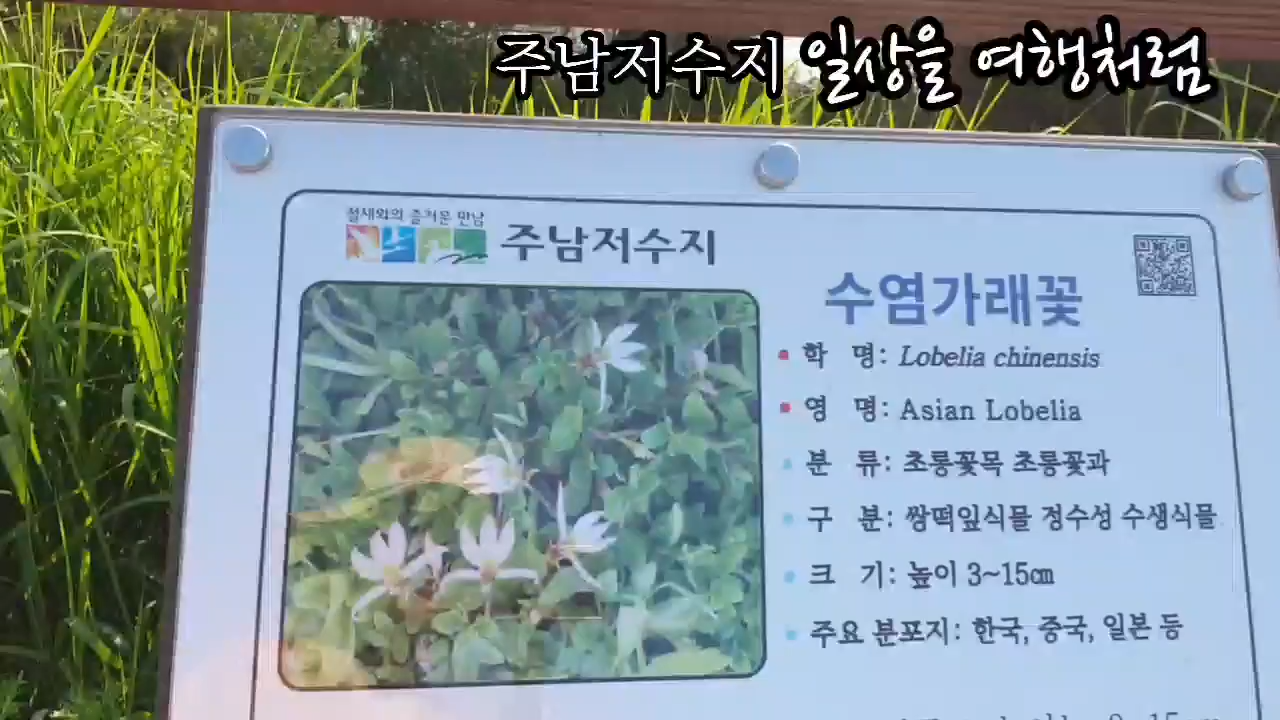 주남저수지 일상을 여행처럼
철새와의 즐거운 만남
주남저수지
수염가래꽃
학 명: Lobelia chinensis
영 명: Asian Lobelia
분 류: 초롱꽃목 초롱꽃과
구 분: 쌍떡잎식물 정수성 수생식물
크 기: 높이 3~15㎝
주요 분포지: 한국, 중국, 일본 등